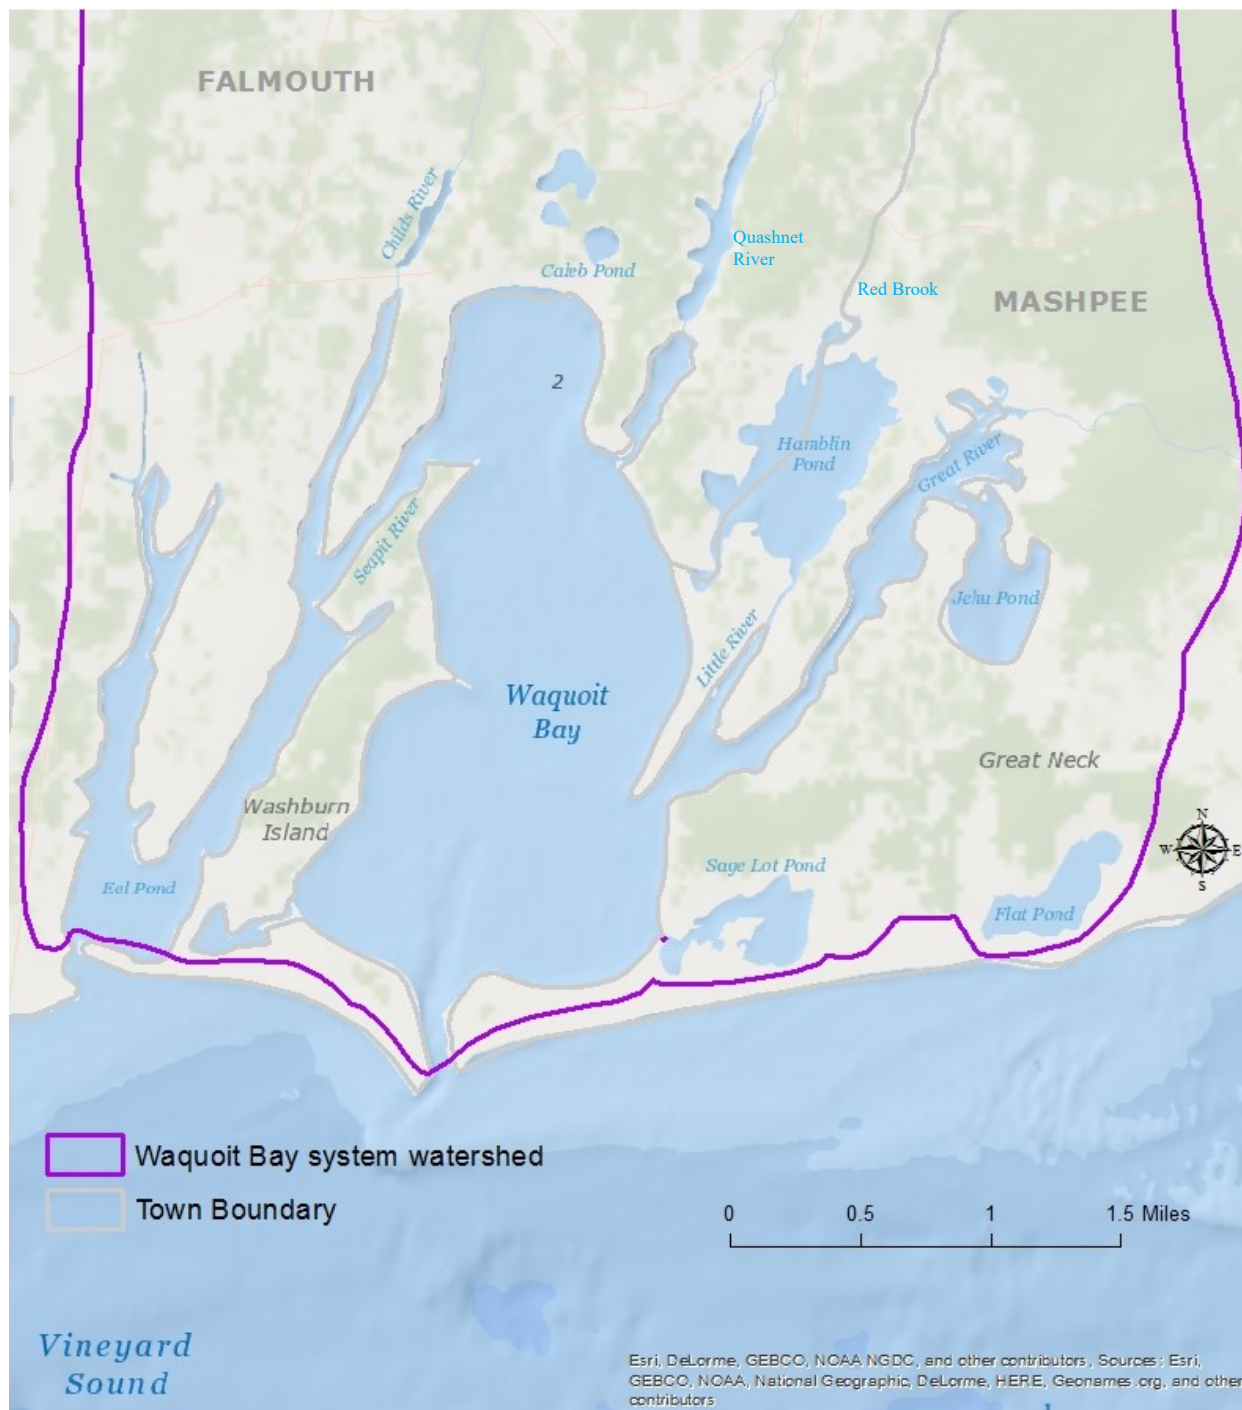 FALMOUTH
Childs River
Caleb Pond
Quashnet
River
Red Brook
MASHPEE
2
Hamblin
Pond
Great River
Seapit River
Jehu Pond
Little River
Waquoit
Bay
Great Neck
Washburn
Island
N
W
E
S
Sage Lot Pond
Eel Pond
Flat Pond
Waquoit Bay system watershed
Town Boundary
0 0.5 1 1.5 Miles
Vineyard
Sound
Esri, DeLorme, GEBCO, NOAA NGDC, and other contributors, Sources: Esri,
GEBCO, NOAA, National Geographic, DeLorme, HERE, Geonames.org, and other
contributors